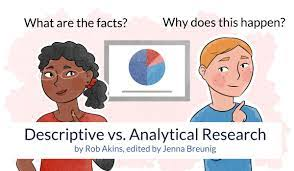 What are the facts?
Why does this happen?
Descriptive vs. Analytical Research
by Rob Akins, edited by Jenna Breunig